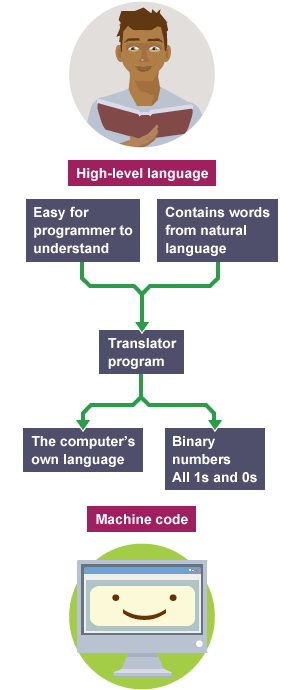 High-level language
Easy for
programmer to
understand
Contains words
from natural
language
Translator
program
The computer's
own language
Binary
numbers
All 1s and 0s
Machine code